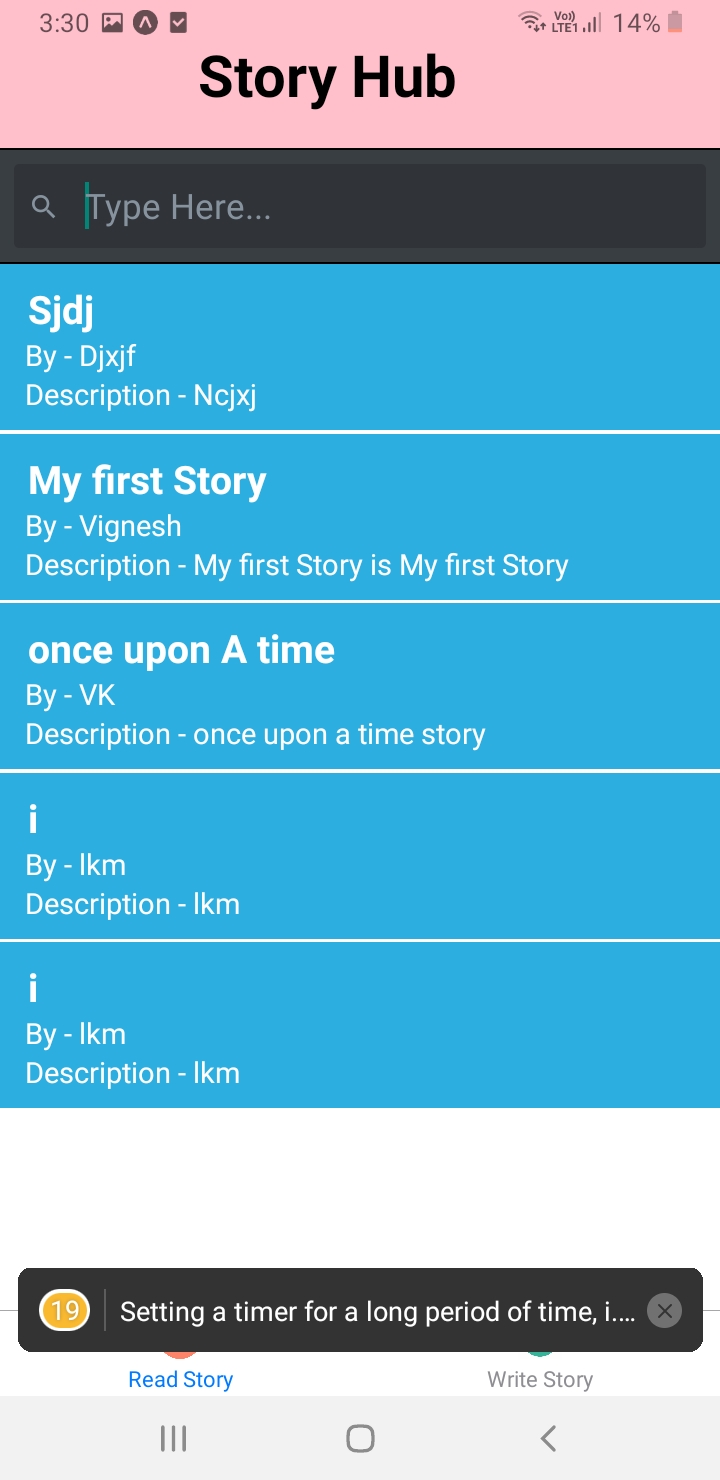 3:30 Vo)) LTE1 14%
Story Hub
Type Here...
Sjdj
By - Djxjf
Description - Ncjxj
My first Story
By - Vignesh
Description - My first Story is My first Story
once upon A time
By - VK
Description - once upon a time story
i
By - lkm
Description - lkm
i
By - lkm
Description - lkm
19 Setting a timer for a long period of time, i....
Read Story Write Story